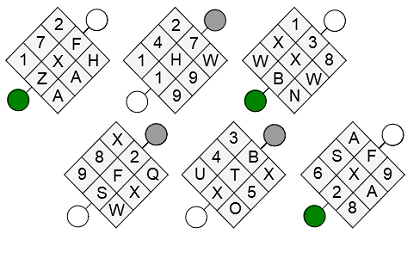 2
7 F
1 X H
Z A
A
2
4 7
1 H W
1 9
9
1
X 3
W X 8
B W
N
X
8 2
9 F Q
S X
W
3
4 B
U T X
X 5
O
A
S F
6 X 9
2 A
8